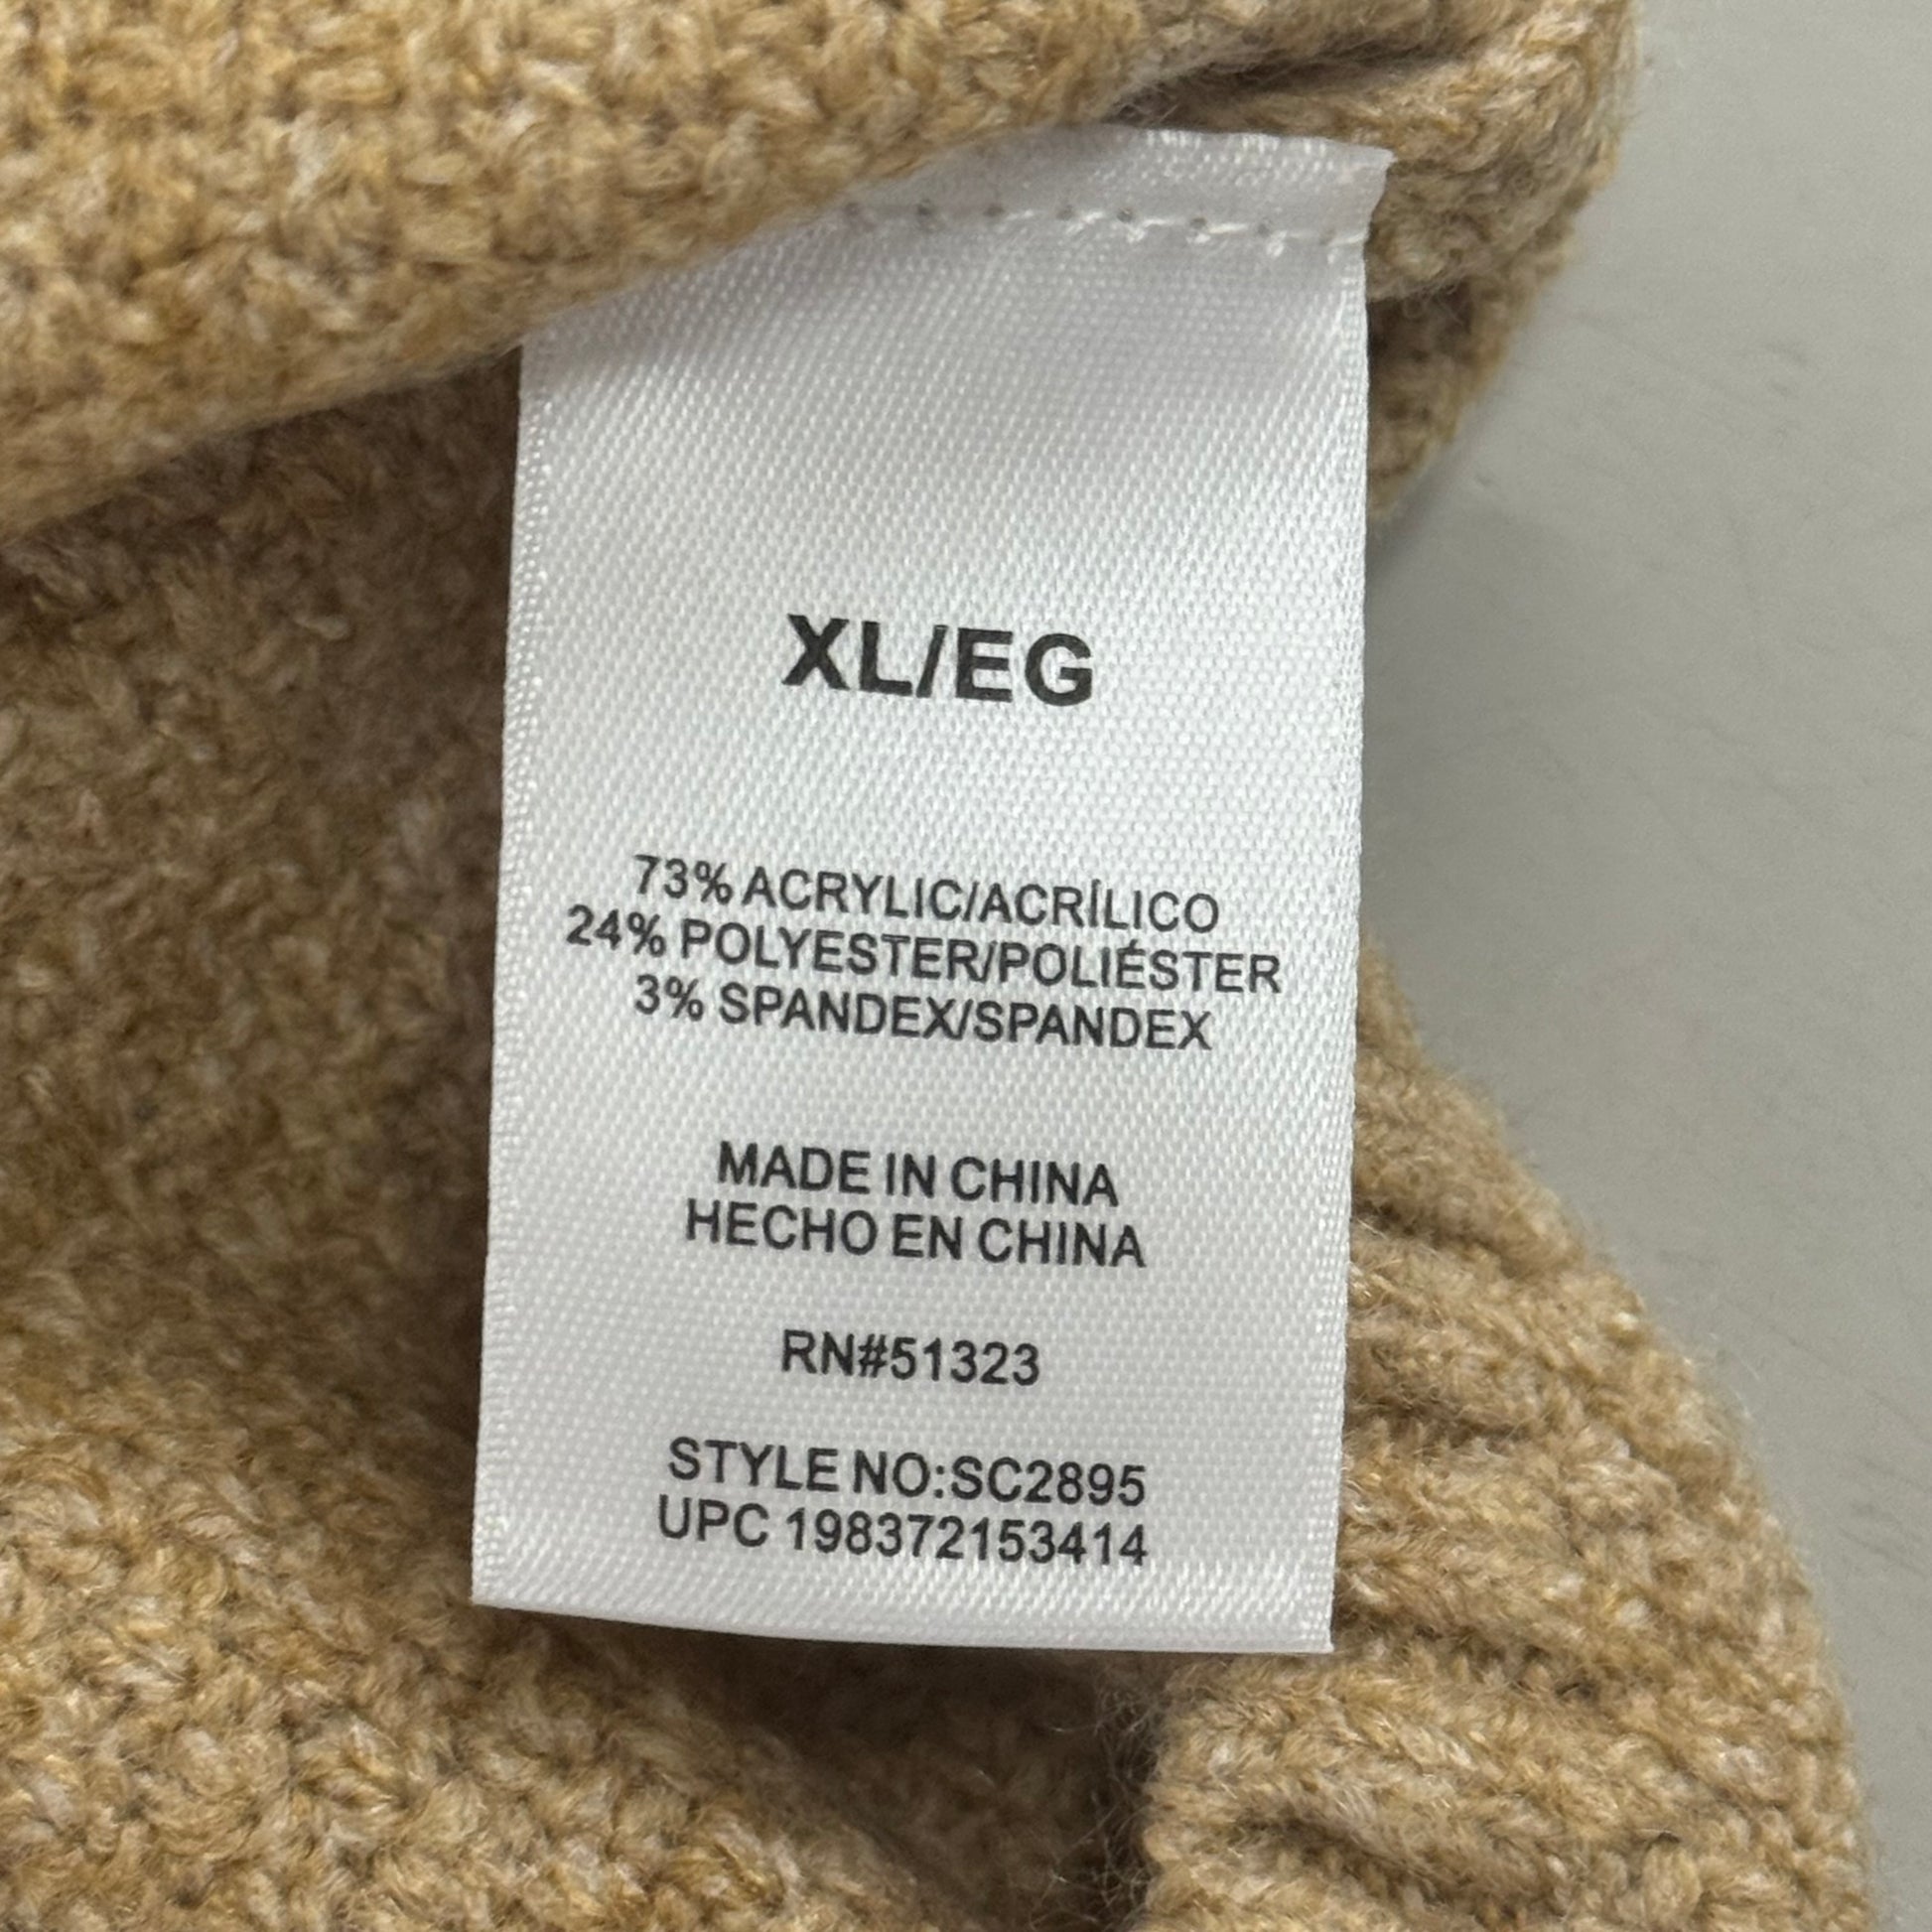 XL/EG
73% ACRYLIC/ACRÍLICO
24% POLYESTER/POLIÉSTER
3% SPANDEX/SPANDEX
MADE IN CHINA
HECHO EN CHINA
RN#51323
STYLE NO:SC2895
UPC 198372153414